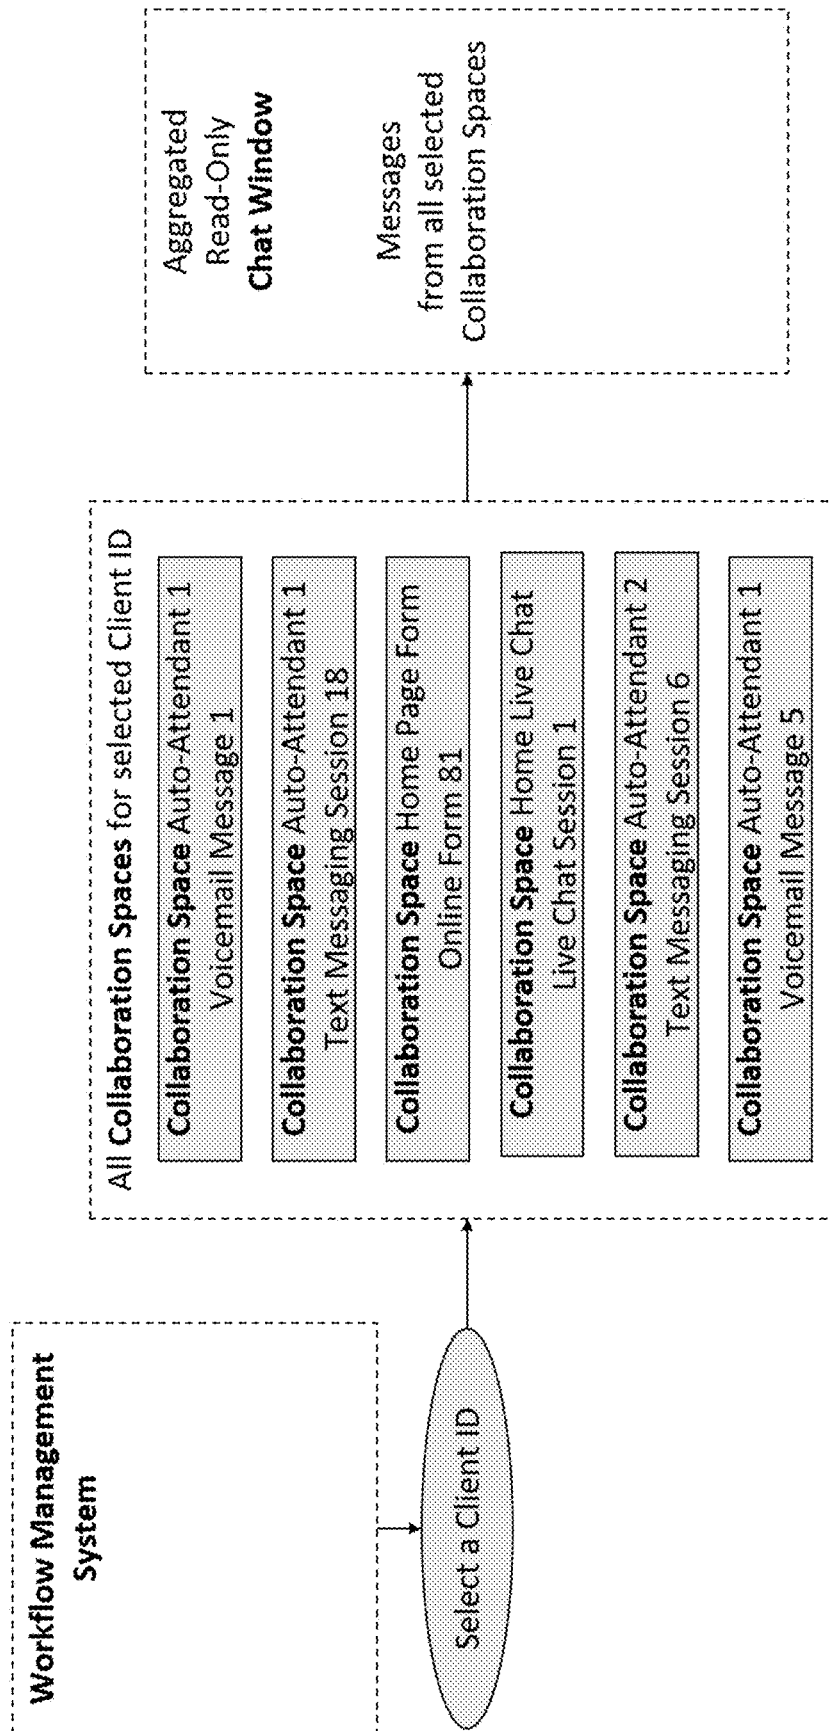 Workflow Management
System
Select a Client ID
All Collaboration Spaces for selected Client ID
Collaboration Space Auto-Attendant 1
Voicemail Message 1
Collaboration Space Auto-Attendant 1
Text Messaging Session 18
Collaboration Space Home Page Form
Online Form 81
Collaboration Space Home Live Chat
Live Chat Session 1
Collaboration Space Auto-Attendant 2
Text Messaging Session 6
Collaboration Space Auto-Attendant 1
Voicemail Message 5
Aggregated
Read-Only
Chat Window
Messages
from all selected
Collaboration Spaces